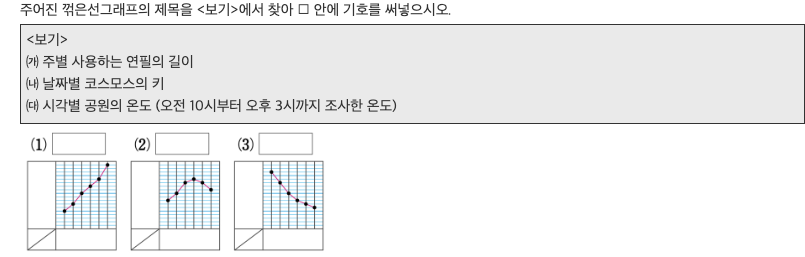 주어진 꺾은선그래프의 제목을 <보기>에서 찾아 □ 안에 기호를 써넣으시오.
<보기>
㈎ 주별 사용하는 연필의 길이
㈏ 날짜별 코스모스의 키
㈐ 시각별 공원의 온도 (오전 10시부터 오후 3시까지 조사한 온도)
(1) (2) (3)